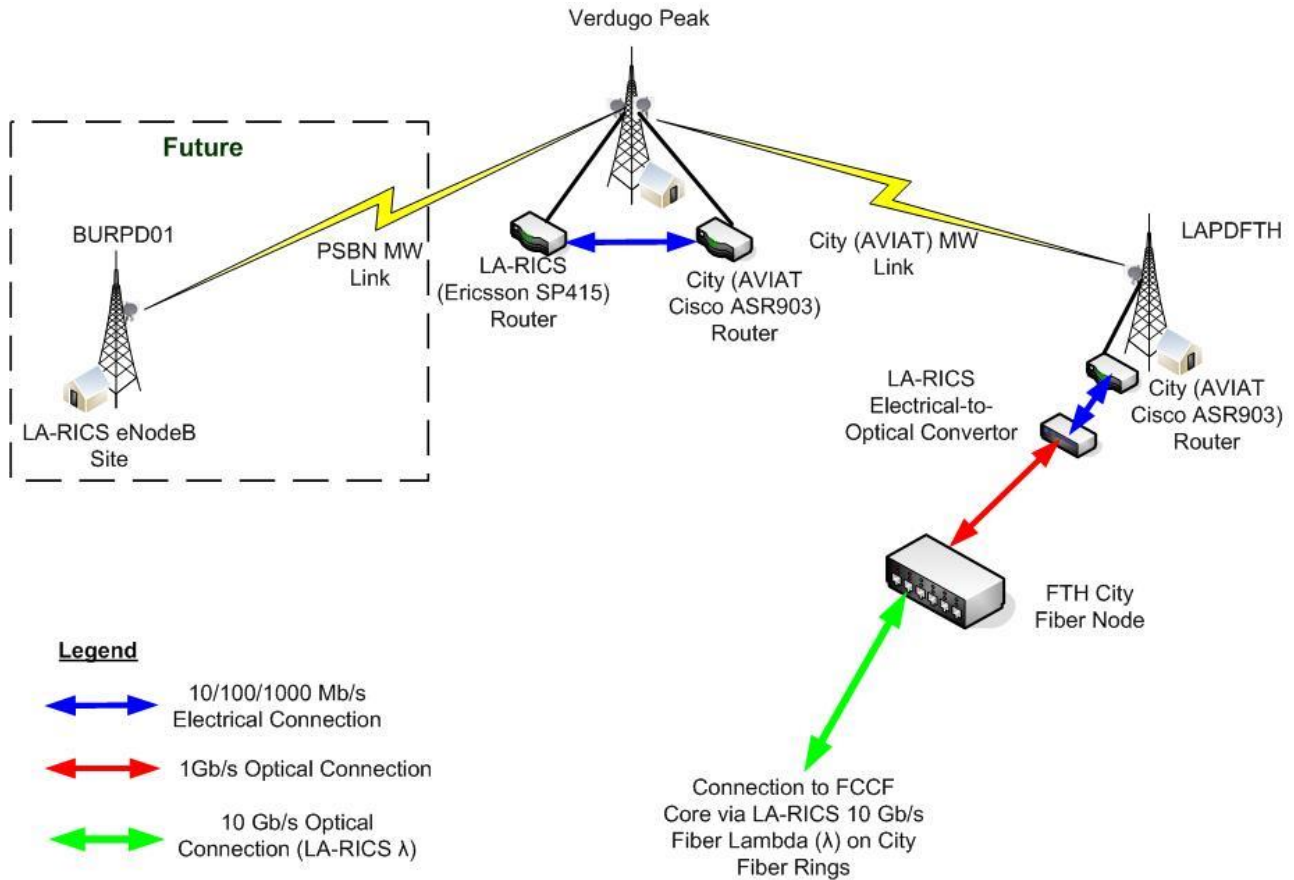 Verdugo Peak
Future
BURPD01
PSBN MW
Link
LA-RICS eNodeB
Site
LA-RICS
(Ericsson SP415)
Router
City (AVIAT
Cisco ASR903)
Router
City (AVIAT) MW
Link
LAPDFTH
LA-RICS
Electrical-to-
Optical Convertor
City (AVIAT
Cisco ASR903)
Router
FTH City
Fiber Node
Legend
10/100/1000 Mb/s
Electrical Connection
1Gb/s Optical Connection
10 Gb/s Optical
Connection (LA-RICS λ)
Connection to FCCF
Core via LA-RICS 10 Gb/s
Fiber Lambda (λ) on City
Fiber Rings